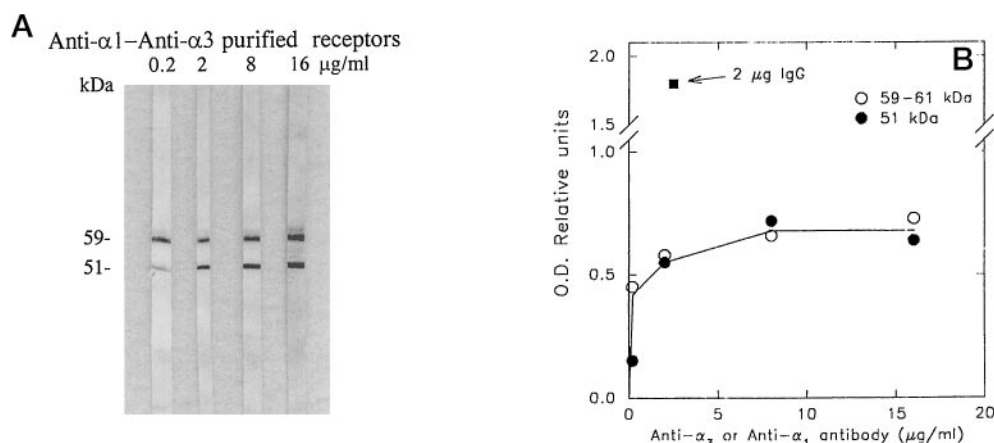 A
Anti-α1–Anti-α3 purified receptors
0.2 2 8 16 µg/ml
kDa
59-
51-
B
2.0
1.5
1.0
0.5
0.0
2 µg IgG
59–61 kDa
51 kDa
O.D. Relative units
0 5 10 15 20
Anti-α₃ or Anti-α₁ antibody (µg/ml)